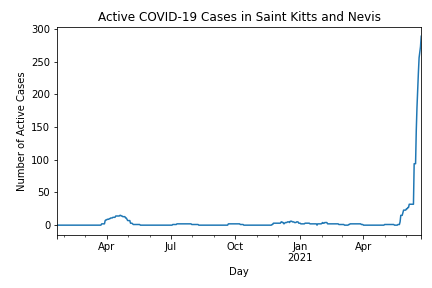 Active COVID-19 Cases in Saint Kitts and Nevis
300
250
200
150
100
50
0
Number of Active Cases
Apr
Jul
Oct
Jan
2021
Apr
Day